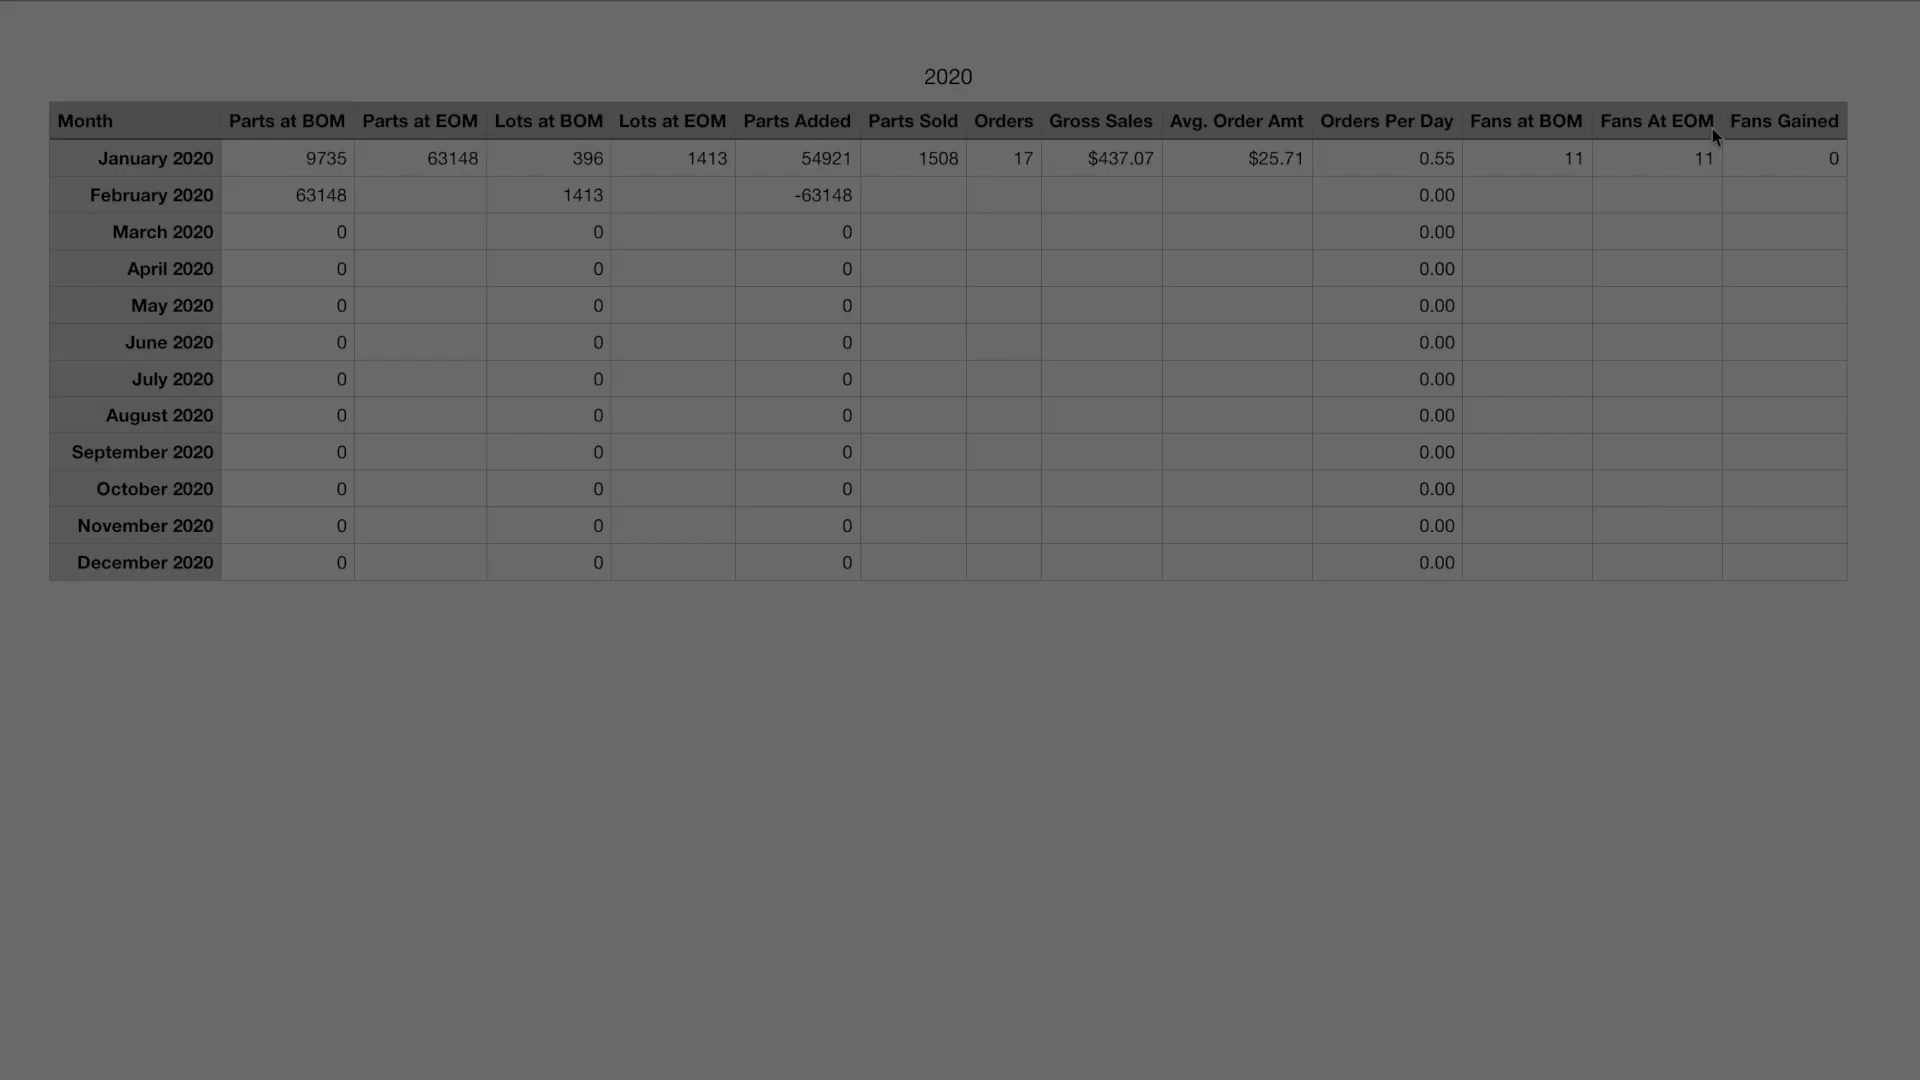 2020
Month Parts at BOM Parts at EOM Lots at BOM Lots at EOM Parts Added Parts Sold Orders Gross Sales Avg. Order Amt Orders Per Day Fans at BOM Fans At EOM Fans Gained
January 2020 9735 63148 396 1413 54921 1508 17 $437.07 $25.71 0.55 11 11 0
February 2020 63148 1413 -63148 0.00
March 2020 0 0 0 0.00
April 2020 0 0 0 0.00
May 2020 0 0 0 0.00
June 2020 0 0 0 0.00
July 2020 0 0 0 0.00
August 2020 0 0 0 0.00
September 2020 0 0 0 0.00
October 2020 0 0 0 0.00
November 2020 0 0 0 0.00
December 2020 0 0 0 0.00